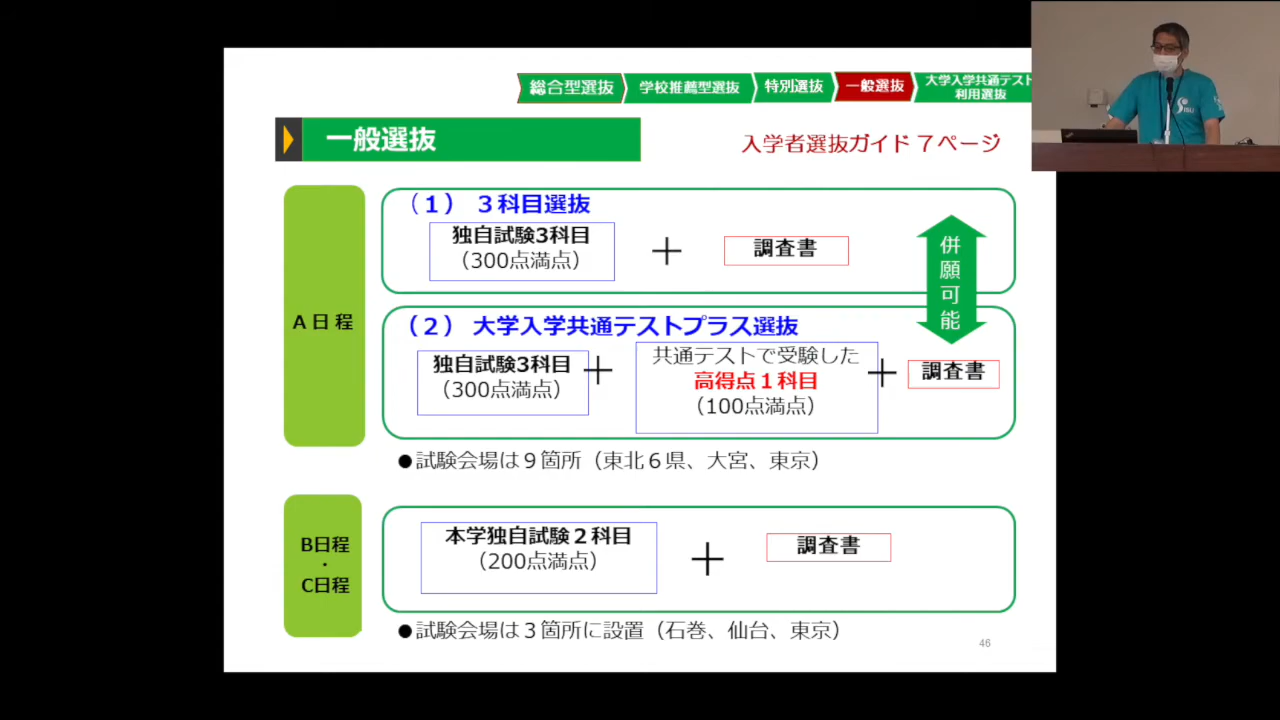 総合型選抜
学校推薦型選抜
特別選抜
一般選抜
大学入学共通テスト
利用選抜
一般選抜
入学者選抜ガイド７ページ
A日程
（１） ３科目選抜
独自試験3科目
（300点満点）
＋
調査書
併願可能
（２） 大学入学共通テストプラス選抜
独自試験3科目
（300点満点）
＋
共通テストで受験した
高得点１科目
（100点満点）
＋
調査書
●試験会場は９箇所（東北６県、大宮、東京）
B日程
・
C日程
本学独自試験２科目
（200点満点）
＋
調査書
●試験会場は３箇所に設置（石巻、仙台、東京）
46
ISU